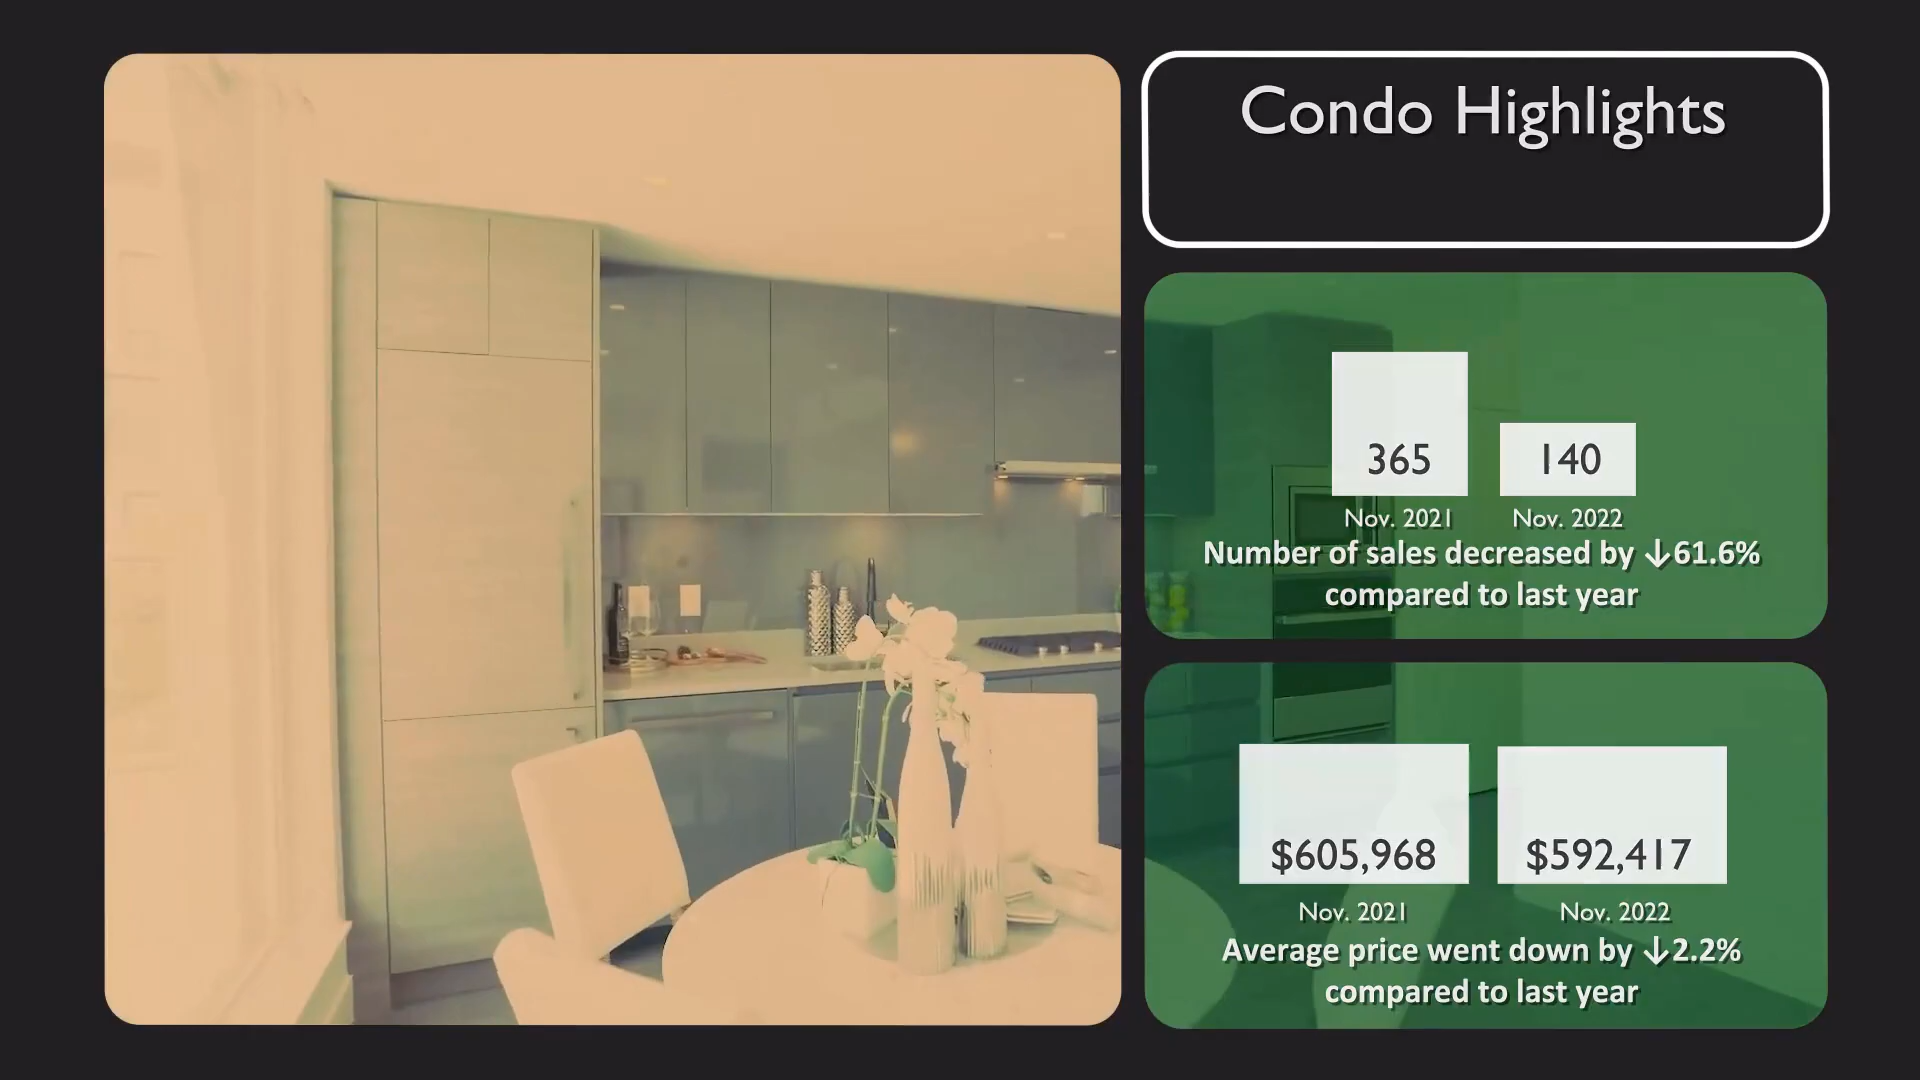 Condo Highlights
365
140
Nov. 2021
Nov. 2022
Number of sales decreased by ↓61.6%
compared to last year
$605,968
$592,417
Nov. 2021
Nov. 2022
Average price went down by ↓2.2%
compared to last year